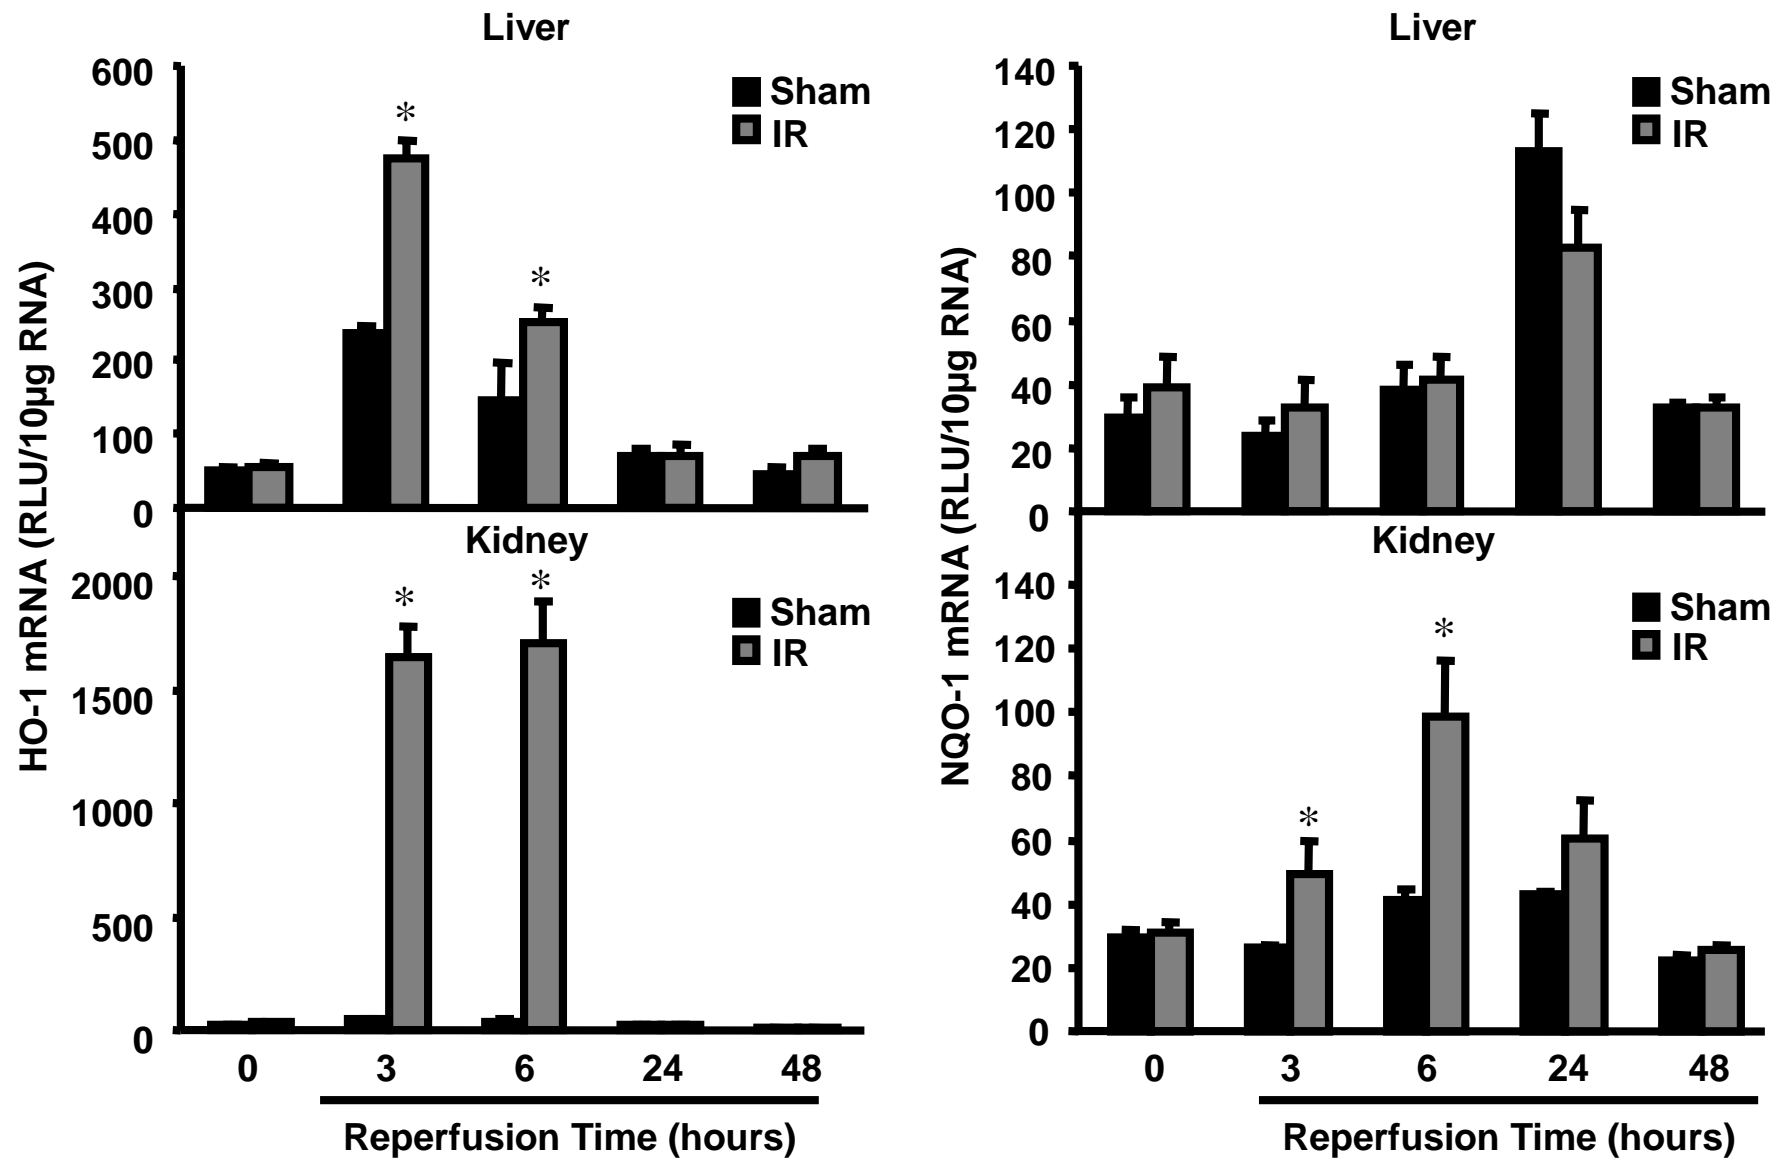 Liver
HO-1 mRNA (RLU/10μg RNA)
600
500
400
300
200
100
0
Sham
IR
*
*
Kidney
2000
1500
1000
500
0
Sham
IR
*
*
0 3 6 24 48
Reperfusion Time (hours)
Liver
NQO-1 mRNA (RLU/10μg RNA)
140
120
100
80
60
40
20
0
Sham
IR
Kidney
140
120
100
80
60
40
20
0
Sham
IR
*
*
0 3 6 24 48
Reperfusion Time (hours)